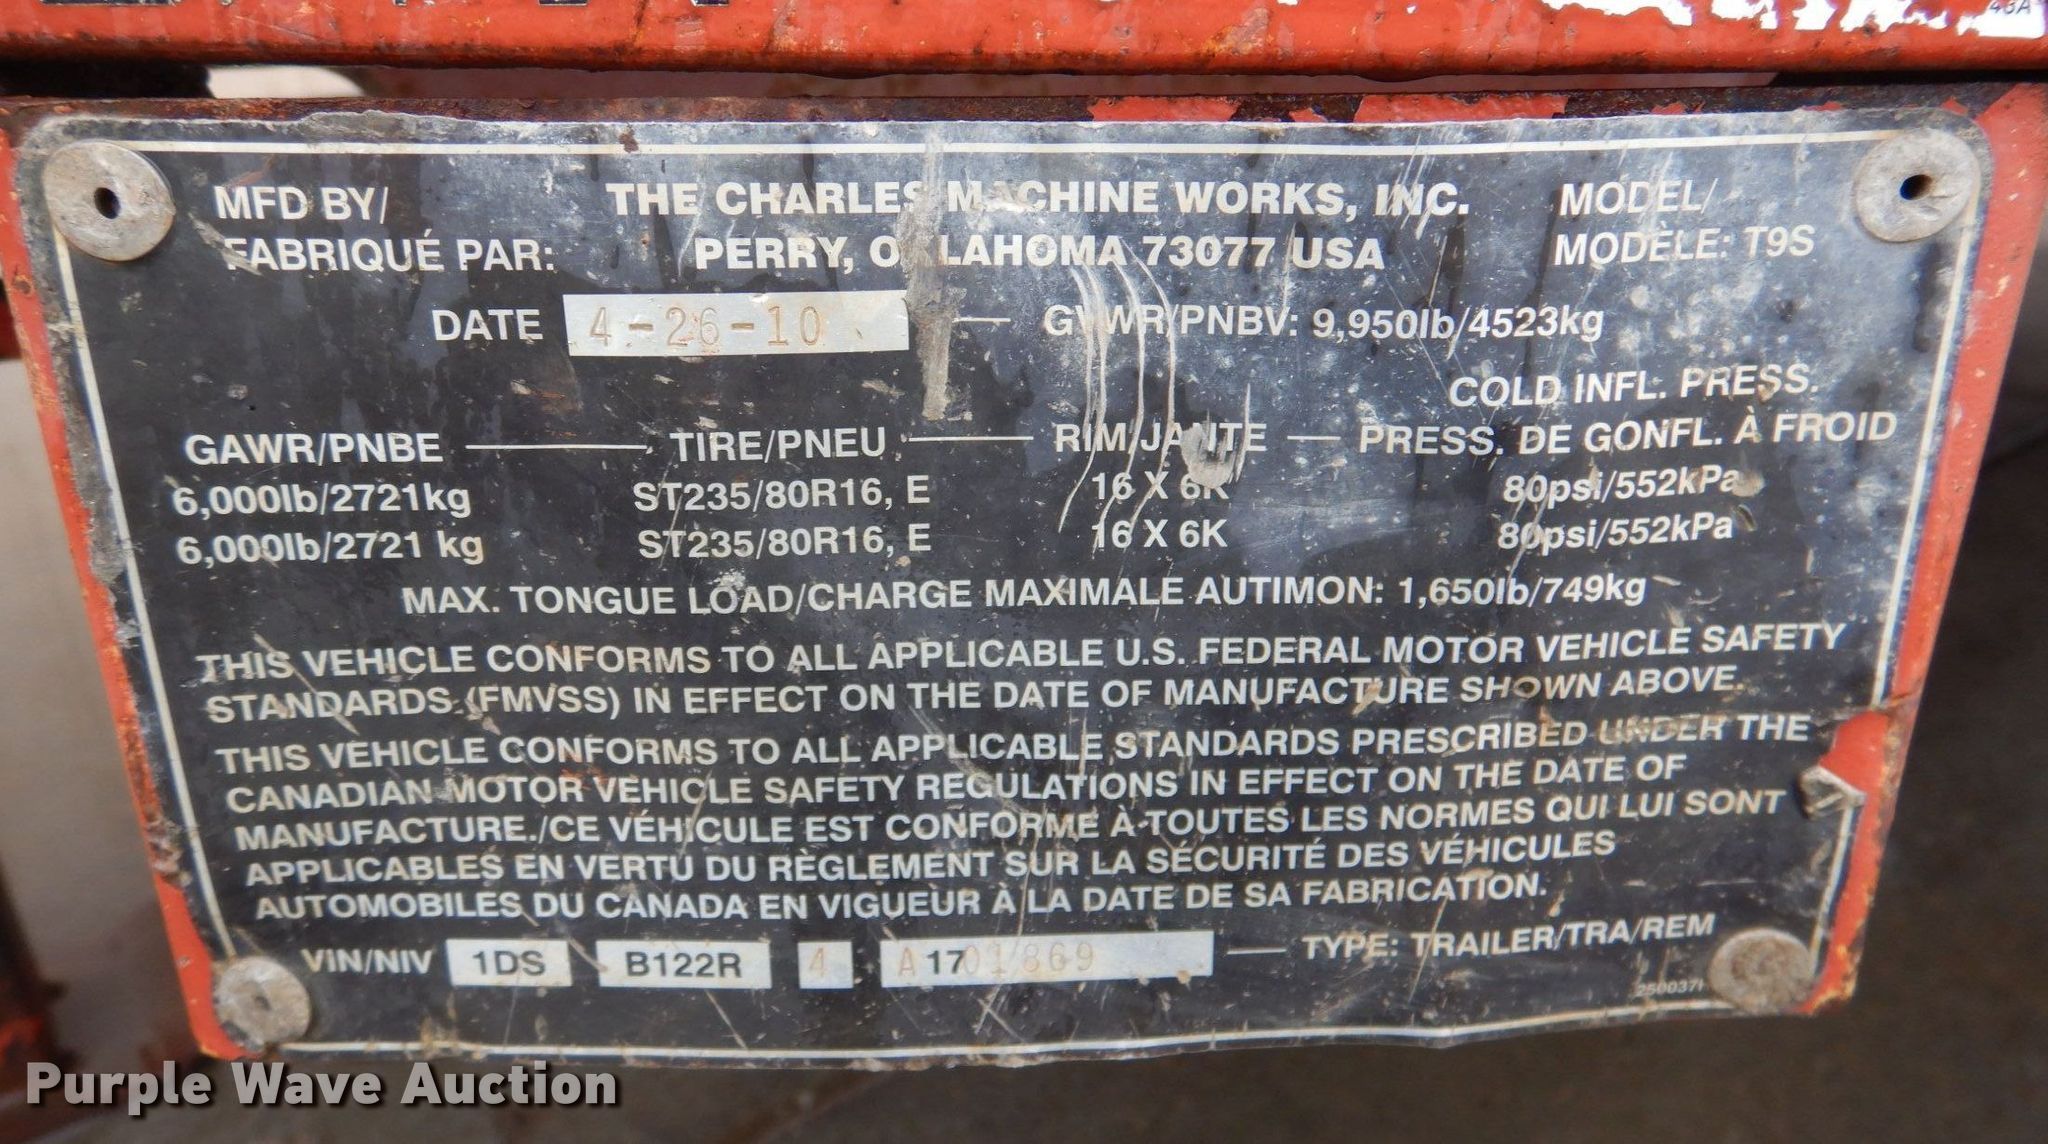 MFD BY/ THE CHARLES MACHINE WORKS, INC. MODEL/
FABRIQUÉ PAR: PERRY, OKLAHOMA 73077 USA MODÈLE: T9S
DATE 4-26-10 GVWR/PNBV: 9,950lb/4523kg
COLD INFL. PRESS.
GAWR/PNBE TIRE/PNEU RIM/JANTE PRESS. DE GONFL. À FROID
6,000lb/2721kg ST235/80R16, E 16 X 6K 80psi/552kPa
6,000lb/2721 kg ST235/80R16, E 16 X 6K 80psi/552kPa
MAX. TONGUE LOAD/CHARGE MAXIMALE AUTIMON: 1,650lb/749kg
THIS VEHICLE CONFORMS TO ALL APPLICABLE U.S. FEDERAL MOTOR VEHICLE SAFETY
STANDARDS (FMVSS) IN EFFECT ON THE DATE OF MANUFACTURE SHOWN ABOVE.
THIS VEHICLE CONFORMS TO ALL APPLICABLE STANDARDS PRESCRIBED UNDER THE
CANADIAN MOTOR VEHICLE SAFETY REGULATIONS IN EFFECT ON THE DATE OF
MANUFACTURE./CE VÉHICULE EST CONFORME À TOUTES LES NORMES QUI LUI SONT
APPLICABLES EN VERTU DU RÈGLEMENT SUR LA SÉCURITÉ DES VÉHICULES
AUTOMOBILES DU CANADA EN VIGUEUR À LA DATE DE SA FABRICATION.
VIN/NIV 1DS B122R 4 A 17 01869 TYPE: TRAILER/TRA/REM
Purple Wave Auction